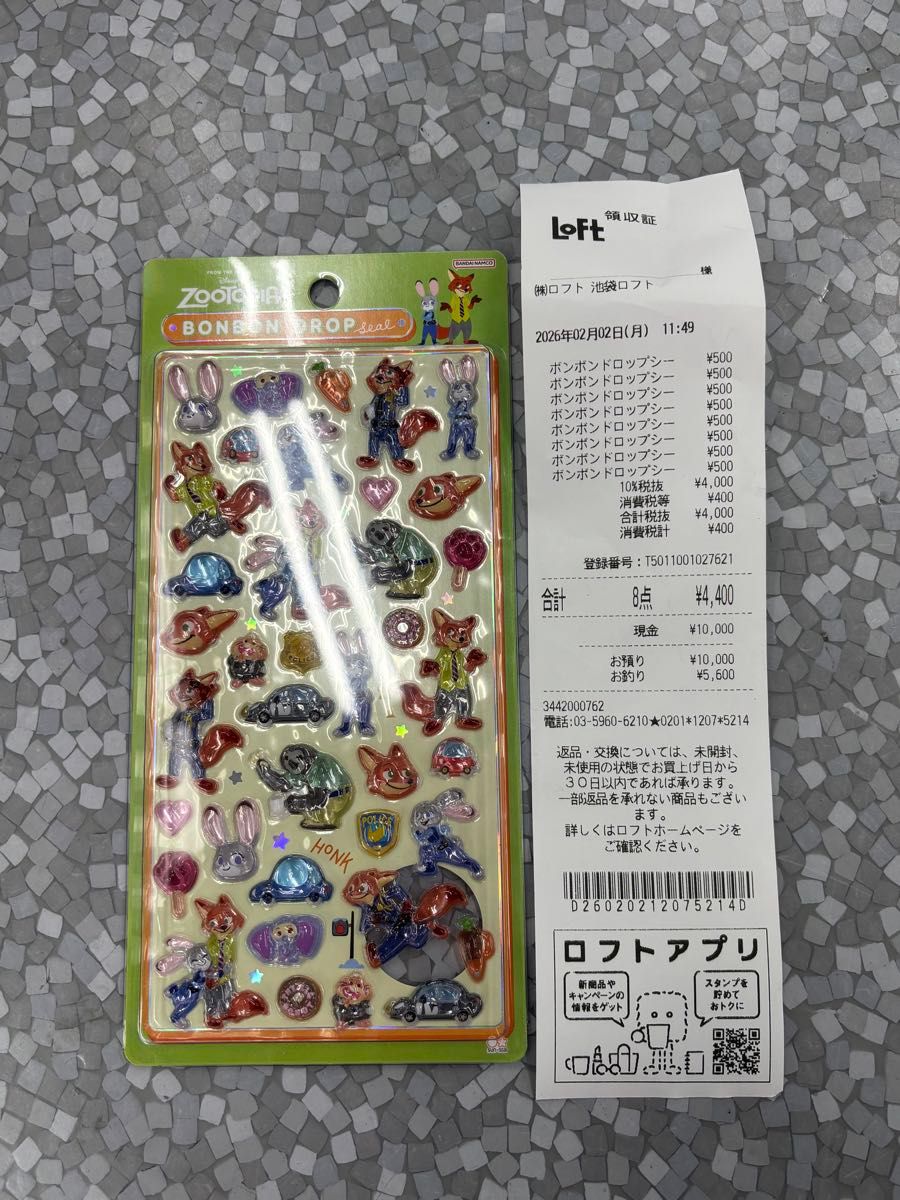 BANDAI NAMCO
FROM THE
Disney
ZOOTOPIA
BONBON DROP
Seal
POLICE
HONK
LOFT 領収証
様
㈱ロフト 池袋ロフト
2026年02月02日(月) 11:49
ボンボンドロップシー ¥500
ボンボンドロップシー ¥500
ボンボンドロップシー ¥500
ボンボンドロップシー ¥500
ボンボンドロップシー ¥500
ボンボンドロップシー ¥500
ボンボンドロップシー ¥500
ボンボンドロップシー ¥500
10%税抜 ¥4,000
消費税等 ¥400
合計税抜 ¥4,000
消費税計 ¥400
登録番号:T5011001027621
合計 8点 ¥4,400
現金 ¥10,000
お預り ¥10,000
お釣り ¥5,600
3442000762
電話:03-5960-6210★0201*1207*5214
返品・交換については、未開封、
未使用の状態でお買上げ日から
30日以内であれば承ります。
一部返品を承れない商品もござい
ます。
詳しくはロフトホームページを
ご確認ください。
D26020212075214D
ロフトアプリ
新商品や
キャンペーンの
情報をゲット
スタンプを
貯めて
おトクに